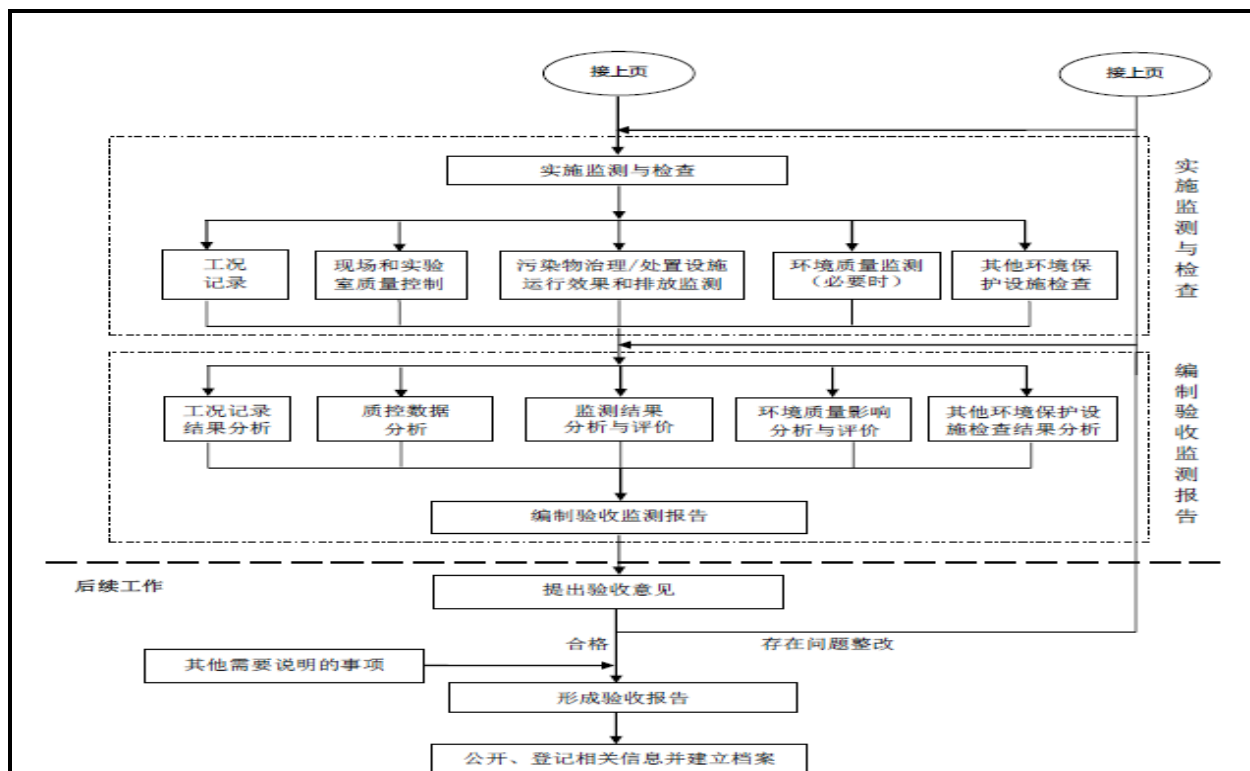 接上页
接上页
实施监测与检查
实施监测与检查
工况
记录
现场和实验
室质量控制
污染物治理/处置设施
运行效果和排放监测
环境质量监测
（必要时）
其他环境保
护设施检查
编制验收监测报告
工况记录
结果分析
质控数据
分析
监测结果
分析与评价
环境质量影响
分析与评价
其他环境保护设
施检查结果分析
编制验收监测报告
后续工作
提出验收意见
合格
存在问题整改
其他需要说明的事项
形成验收报告
公开、登记相关信息并建立档案